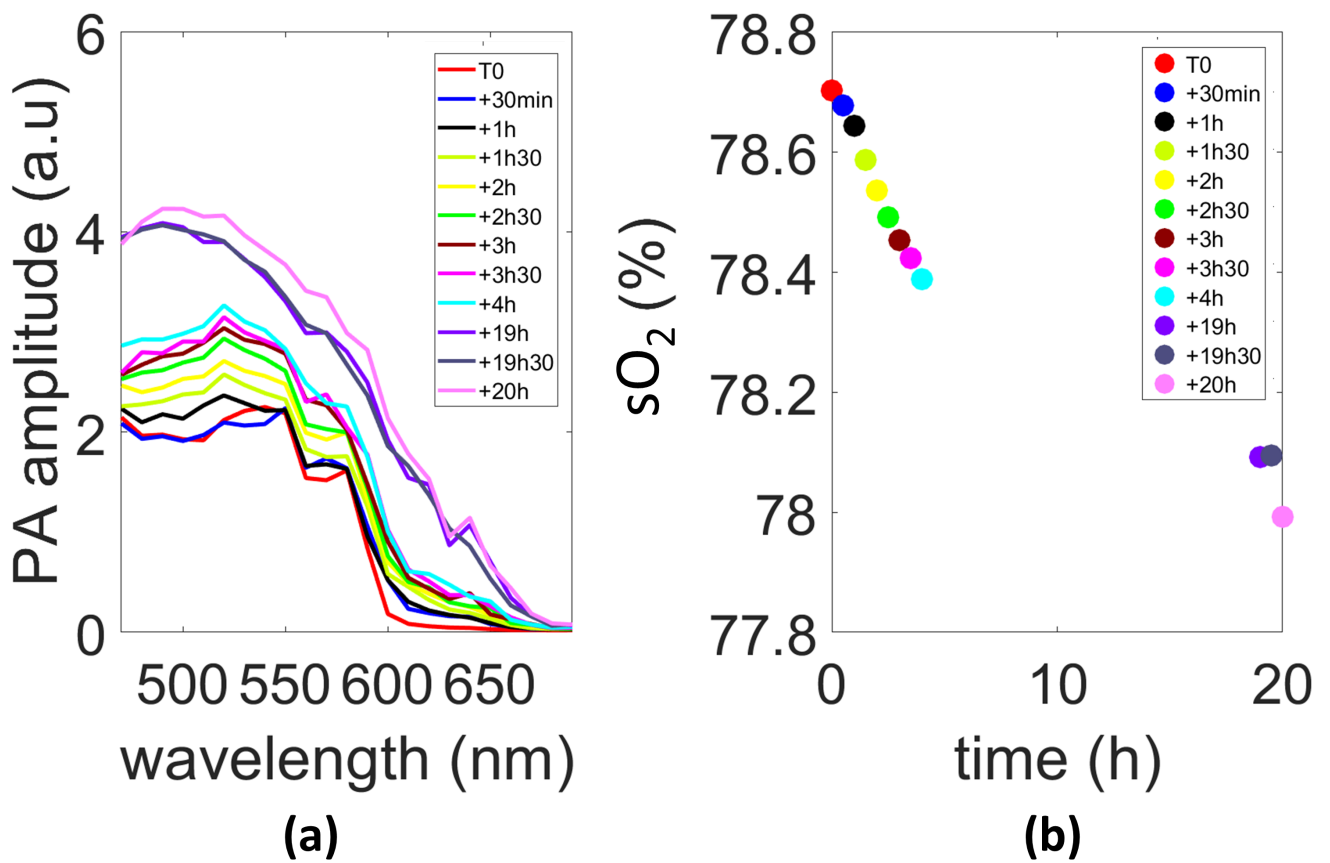 6
4
2
0
PA amplitude (a.u)
T0
+30min
+1h
+1h30
+2h
+2h30
+3h
+3h30
+4h
+19h
+19h30
+20h
500 550 600 650
wavelength (nm)
(a)
78.8
78.6
78.4
78.2
78
77.8
sO2 (%)
T0
+30min
+1h
+1h30
+2h
+2h30
+3h
+3h30
+4h
+19h
+19h30
+20h
0 10 20
time (h)
(b)